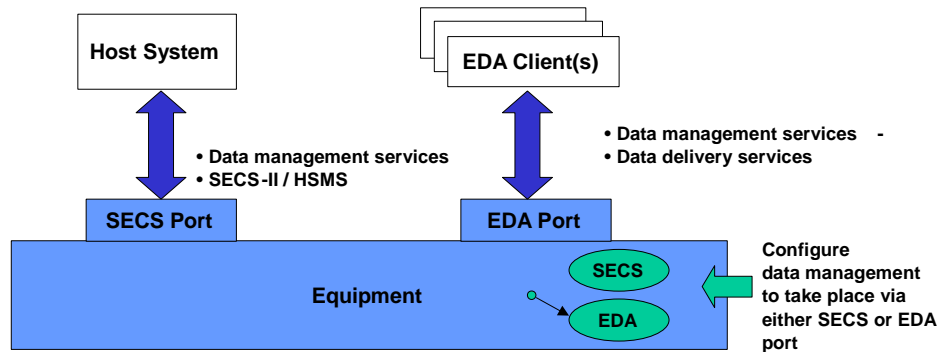 Host System
EDA Client(s)
• Data management services
• SECS-II / HSMS
• Data management services -
• Data delivery services
SECS Port
EDA Port
Equipment
SECS
EDA
Configure
data management
to take place via
either SECS or EDA
port